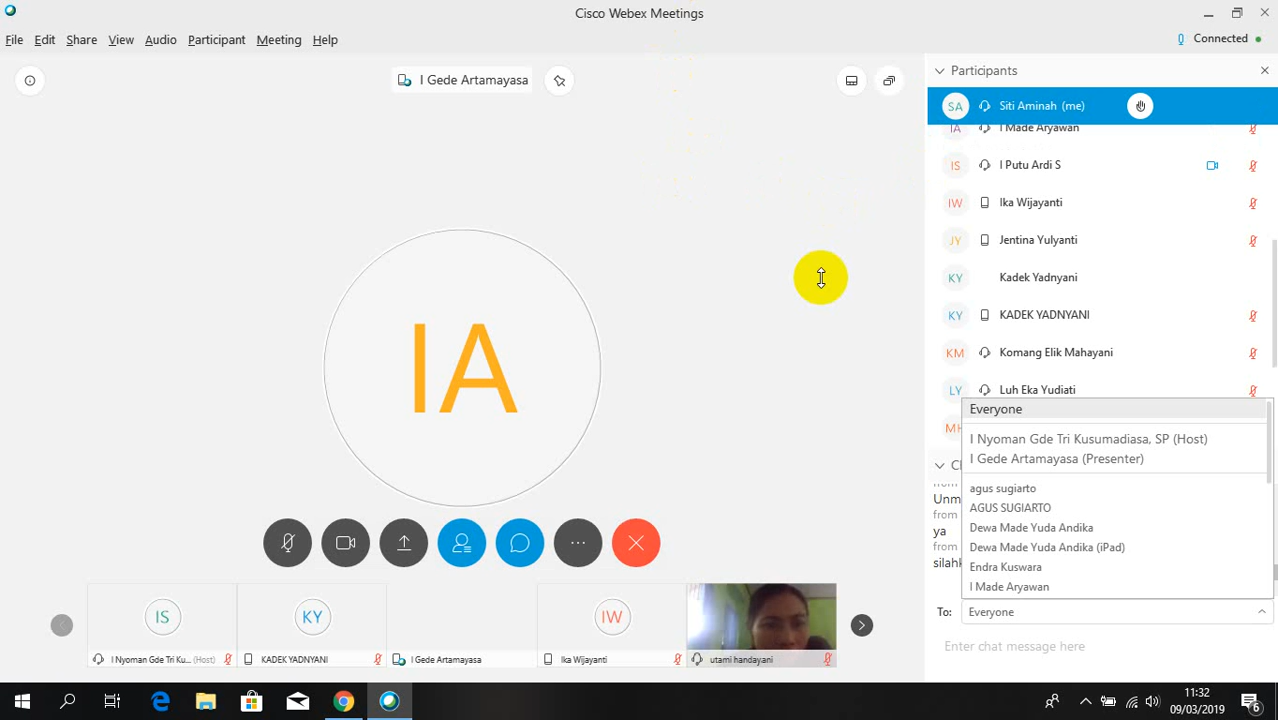 Cisco Webex Meetings
File Edit Share View Audio Participant Meeting Help
Connected
I Gede Artamayasa
Participants
SA Siti Aminah (me)
IA I Made Aryawan
IS I Putu Ardi S
IW Ika Wijayanti
JY Jentina Yulyanti
KY Kadek Yadnyani
KY KADEK YADNYANI
KM Komang Elik Mahayani
LY Luh Eka Yudiati
IA
Everyone
I Nyoman Gde Tri Kusumadiasa, SP (Host)
I Gede Artamayasa (Presenter)
agus sugiarto
AGUS SUGIARTO
Dewa Made Yuda Andika
Dewa Made Yuda Andika (iPad)
Endra Kuswara
I Made Aryawan
from
Unm
from
ya
from
silahk
To: Everyone
Enter chat message here
IS
KY
IW
I Nyoman Gde Tri Ku... (Host)
KADEK YADNYANI
I Gede Artamayasa
Ika Wijayanti
utami handayani
11:32
09/03/2019
6